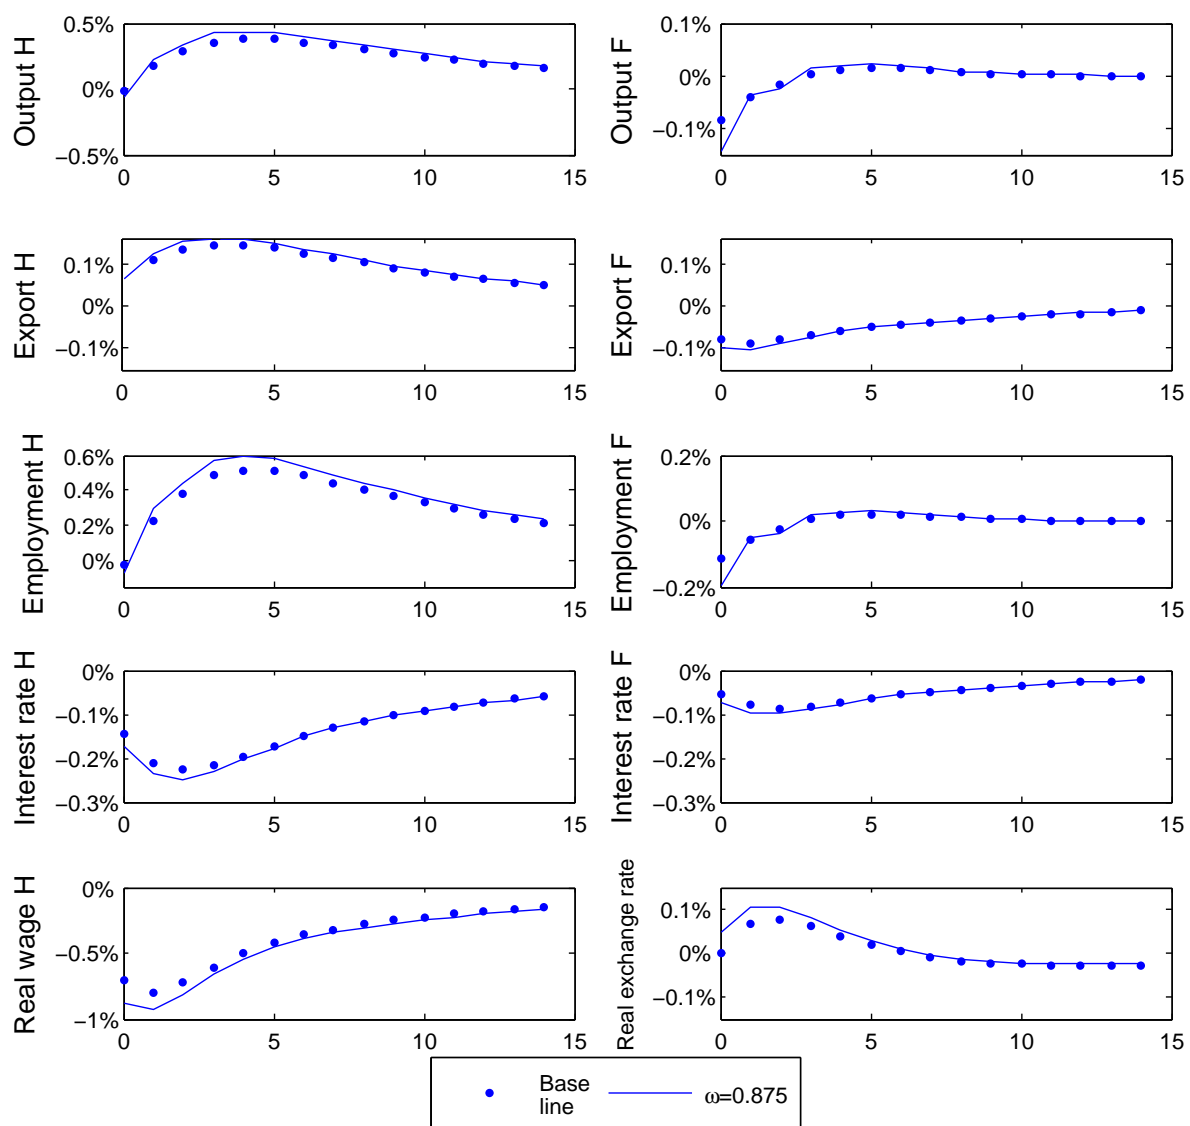 Output H
0.5%
0%
−0.5%
0 5 10 15
Output F
0.1%
0%
−0.1%
0 5 10 15
Export H
0.1%
0%
−0.1%
0 5 10 15
Export F
0.1%
0%
−0.1%
0 5 10 15
Employment H
0.6%
0.4%
0.2%
0%
0 5 10 15
Employment F
0.2%
0%
−0.2%
0 5 10 15
Interest rate H
0%
−0.1%
−0.2%
−0.3%
0 5 10 15
Interest rate F
0%
−0.1%
−0.2%
−0.3%
0 5 10 15
Real wage H
0%
−0.5%
−1%
0 5 10 15
Real exchange rate
0.1%
0%
−0.1%
0 5 10 15
Base
line
ω=0.875